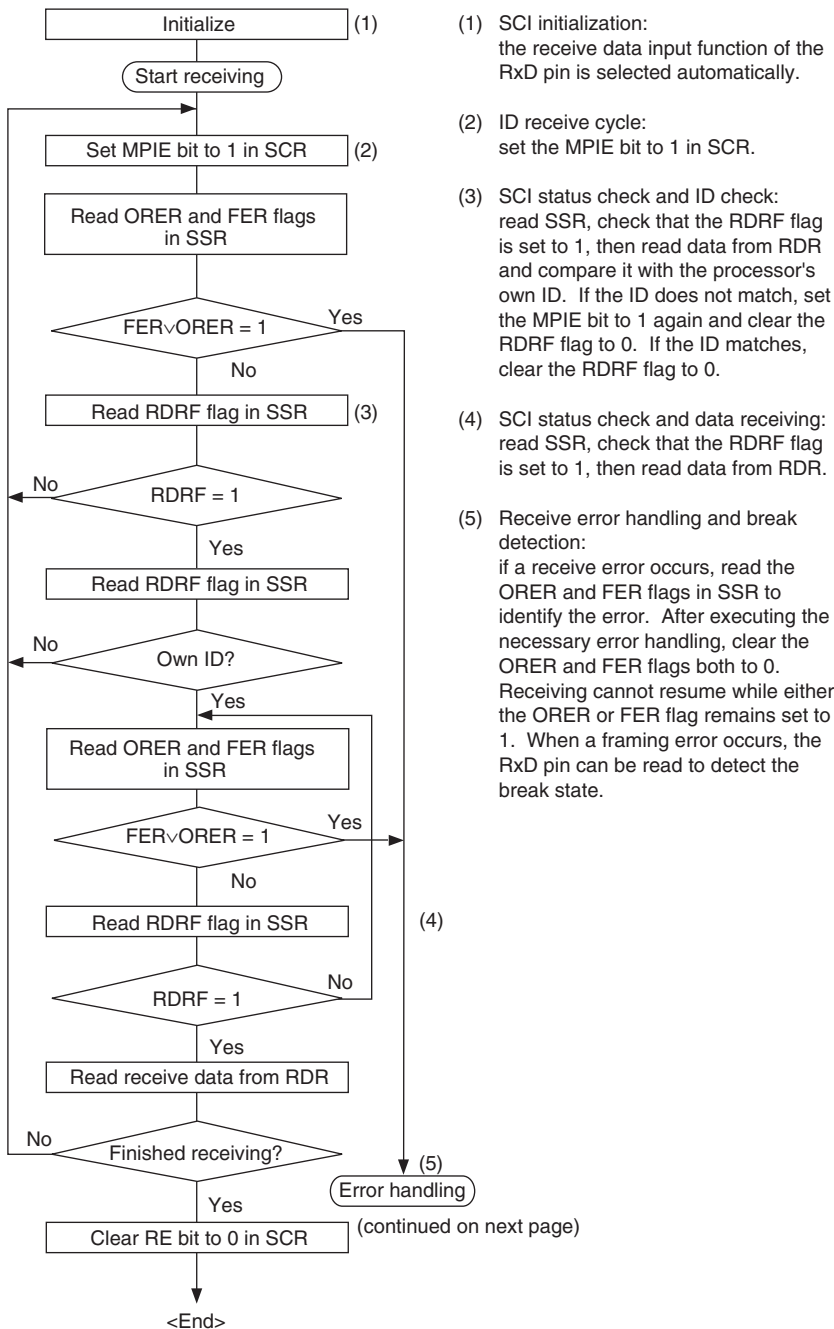 Initialize
(1)
Start receiving
Set MPIE bit to 1 in SCR
(2)
Read ORER and FER flags
in SSR
FER∨ORER = 1
Yes
No
Read RDRF flag in SSR
(3)
No
RDRF = 1
Yes
Read RDRF flag in SSR
No
Own ID?
Yes
Read ORER and FER flags
in SSR
FER∨ORER = 1
Yes
No
Read RDRF flag in SSR
(4)
RDRF = 1
No
Yes
Read receive data from RDR
No
Finished receiving?
(5)
Error handling
Yes
(continued on next page)
Clear RE bit to 0 in SCR
<End>
(1) SCI initialization:
the receive data input function of the
RxD pin is selected automatically.
(2) ID receive cycle:
set the MPIE bit to 1 in SCR.
(3) SCI status check and ID check:
read SSR, check that the RDRF flag
is set to 1, then read data from RDR
and compare it with the processor's
own ID. If the ID does not match, set
the MPIE bit to 1 again and clear the
RDRF flag to 0. If the ID matches,
clear the RDRF flag to 0.
(4) SCI status check and data receiving:
read SSR, check that the RDRF flag
is set to 1, then read data from RDR.
(5) Receive error handling and break
detection:
if a receive error occurs, read the
ORER and FER flags in SSR to
identify the error. After executing the
necessary error handling, clear the
ORER and FER flags both to 0.
Receiving cannot resume while either
the ORER or FER flag remains set to
1. When a framing error occurs, the
RxD pin can be read to detect the
break state.